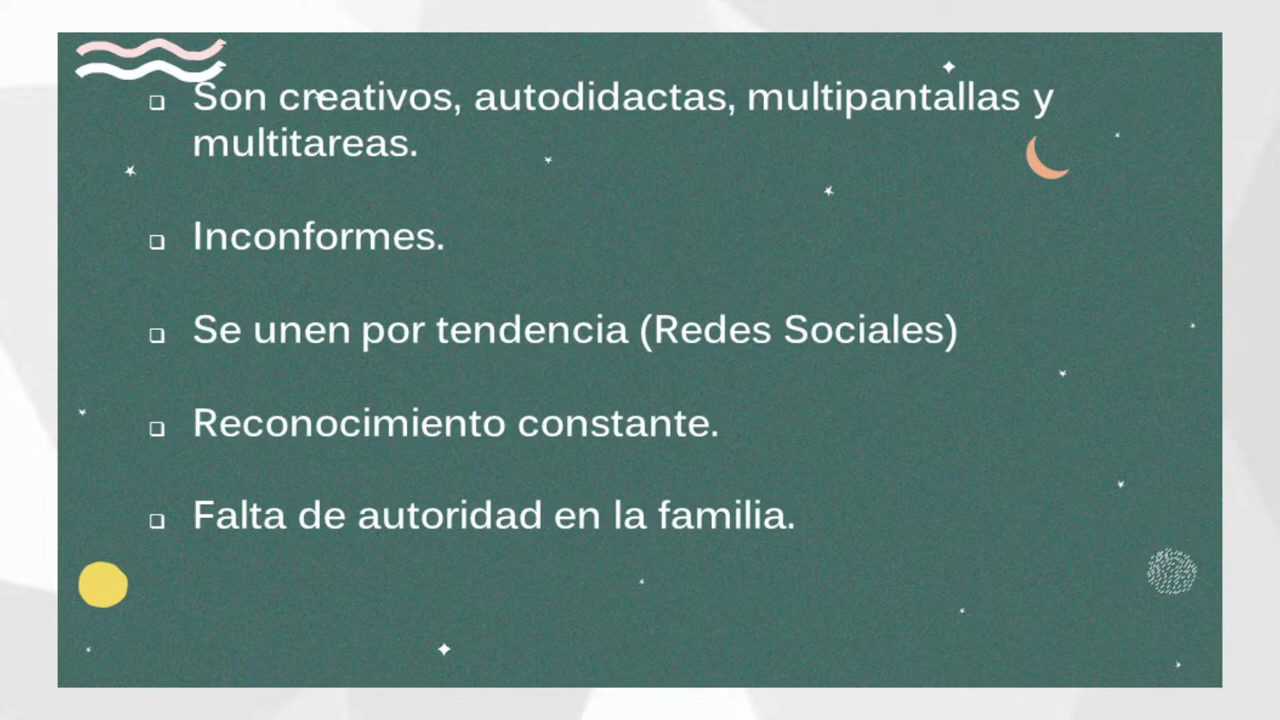 Son creativos, autodidactas, multipantallas y
multitareas.
Inconformes.
Se unen por tendencia (Redes Sociales)
Reconocimiento constante.
Falta de autoridad en la familia.